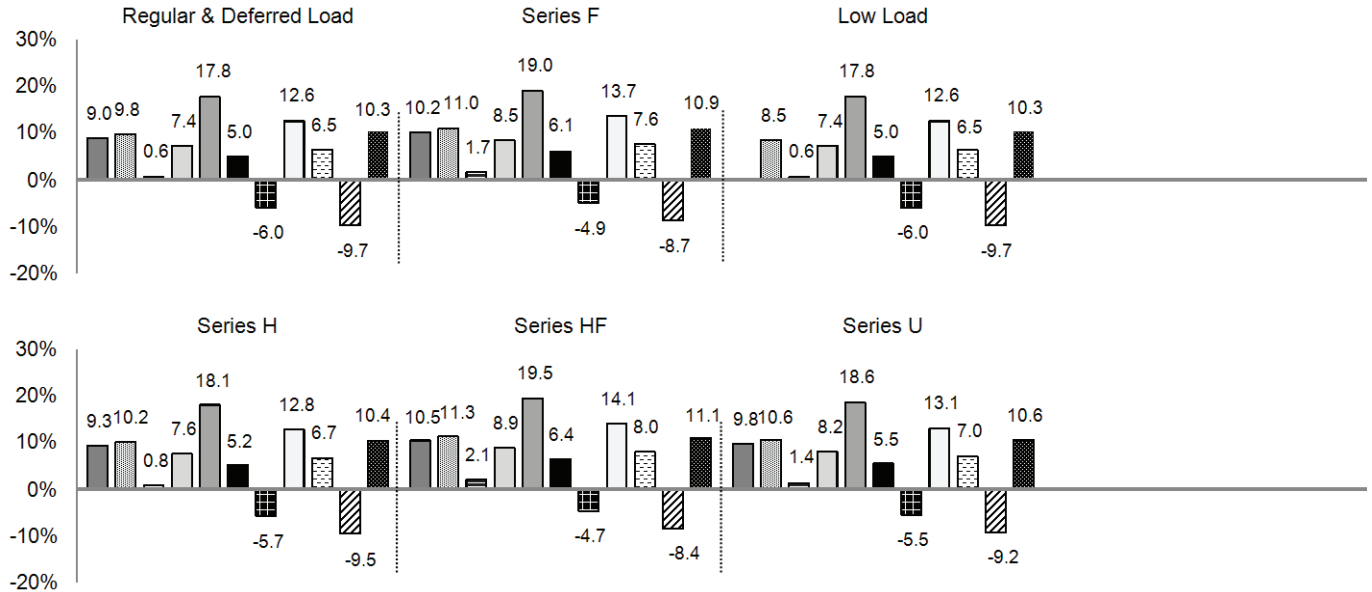 Regular & Deferred Load Series F Low Load
30%
20%
10%
0%
-10%
-20%
9.0 9.8 0.6 7.4 17.8 5.0 -6.0 12.6 6.5 -9.7 10.3
10.2 11.0 1.7 8.5 19.0 6.1 -4.9 13.7 7.6 -8.7 10.9
8.5 0.6 7.4 17.8 5.0 -6.0 12.6 6.5 -9.7 10.3
Series H Series HF Series U
30%
20%
10%
0%
-10%
-20%
9.3 10.2 0.8 7.6 18.1 5.2 -5.7 12.8 6.7 -9.5 10.4
10.5 11.3 2.1 8.9 19.5 6.4 -4.7 14.1 8.0 -8.4 11.1
9.8 10.6 1.4 8.2 18.6 5.5 -5.5 13.1 7.0 -9.2 10.6